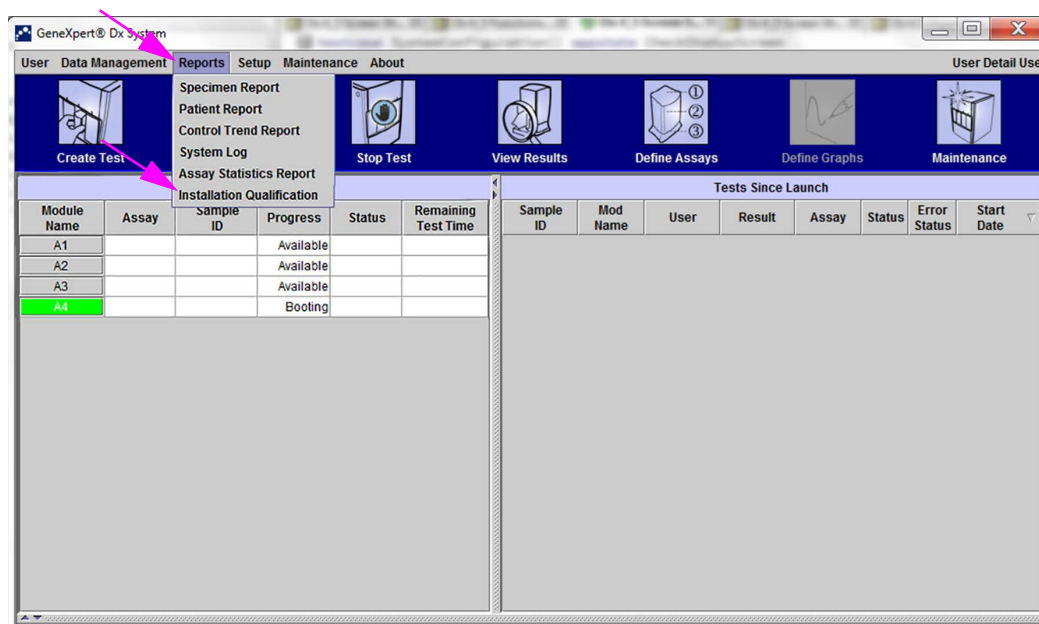 GeneXpert® Dx System
User Data Management Reports Setup Maintenance About User Detail Use
Specimen Report
Patient Report
Control Trend Report
System Log
Assay Statistics Report
Installation Qualification
Create Test Stop Test View Results Define Assays Define Graphs Maintenance
1
2
3
Tests Since Launch
Module Name Assay Sample ID Progress Status Remaining Test Time
A1 Available
A2 Available
A3 Available
A4 Booting
Sample ID Mod Name User Result Assay Status Error Status Start Date